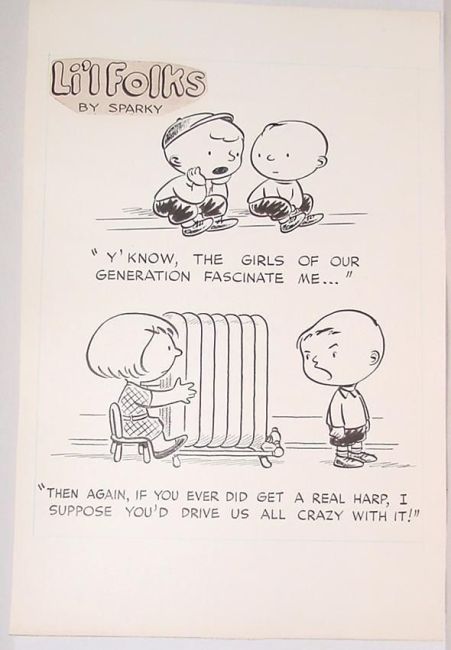 Li'l Folks
BY SPARKY
" Y' KNOW, THE GIRLS OF OUR
GENERATION FASCINATE ME... "
"THEN AGAIN, IF YOU EVER DID GET A REAL HARP, I
SUPPOSE YOU'D DRIVE US ALL CRAZY WITH IT!"